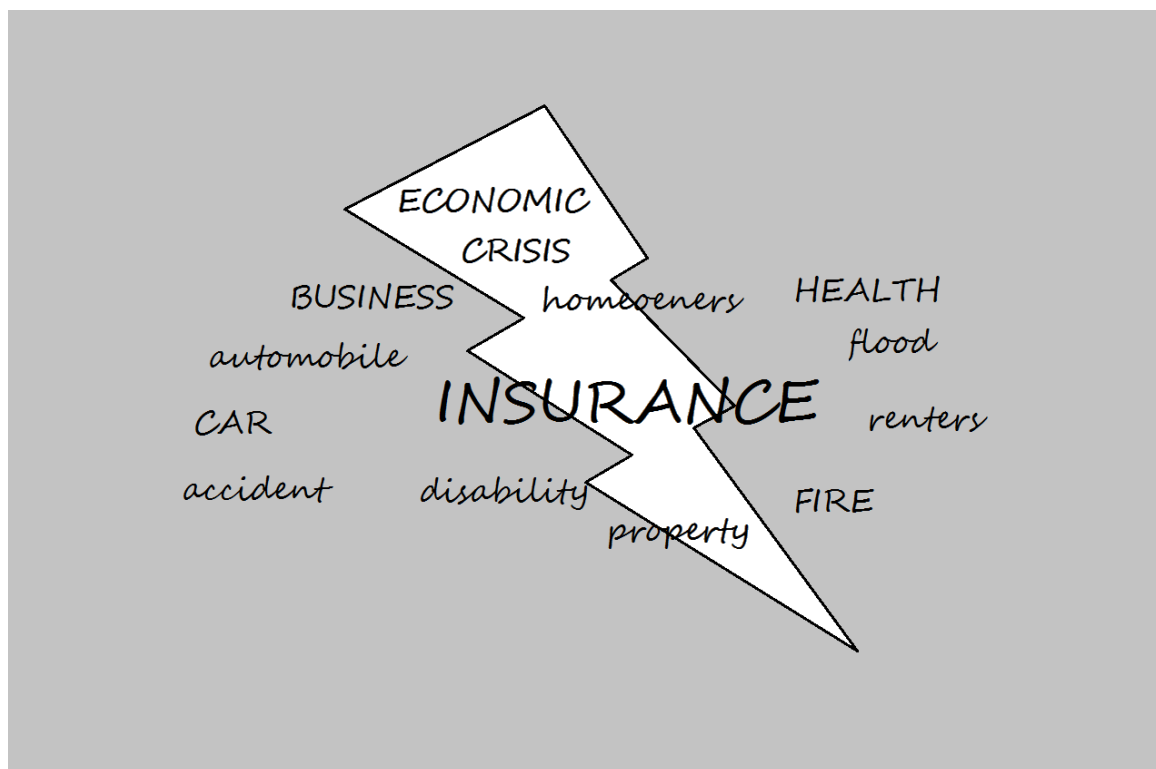 ECONOMIC
CRISIS
BUSINESS
homeoeners
HEALTH
flood
automobile
INSURANCE
CAR
renters
accident
disability
FIRE
property